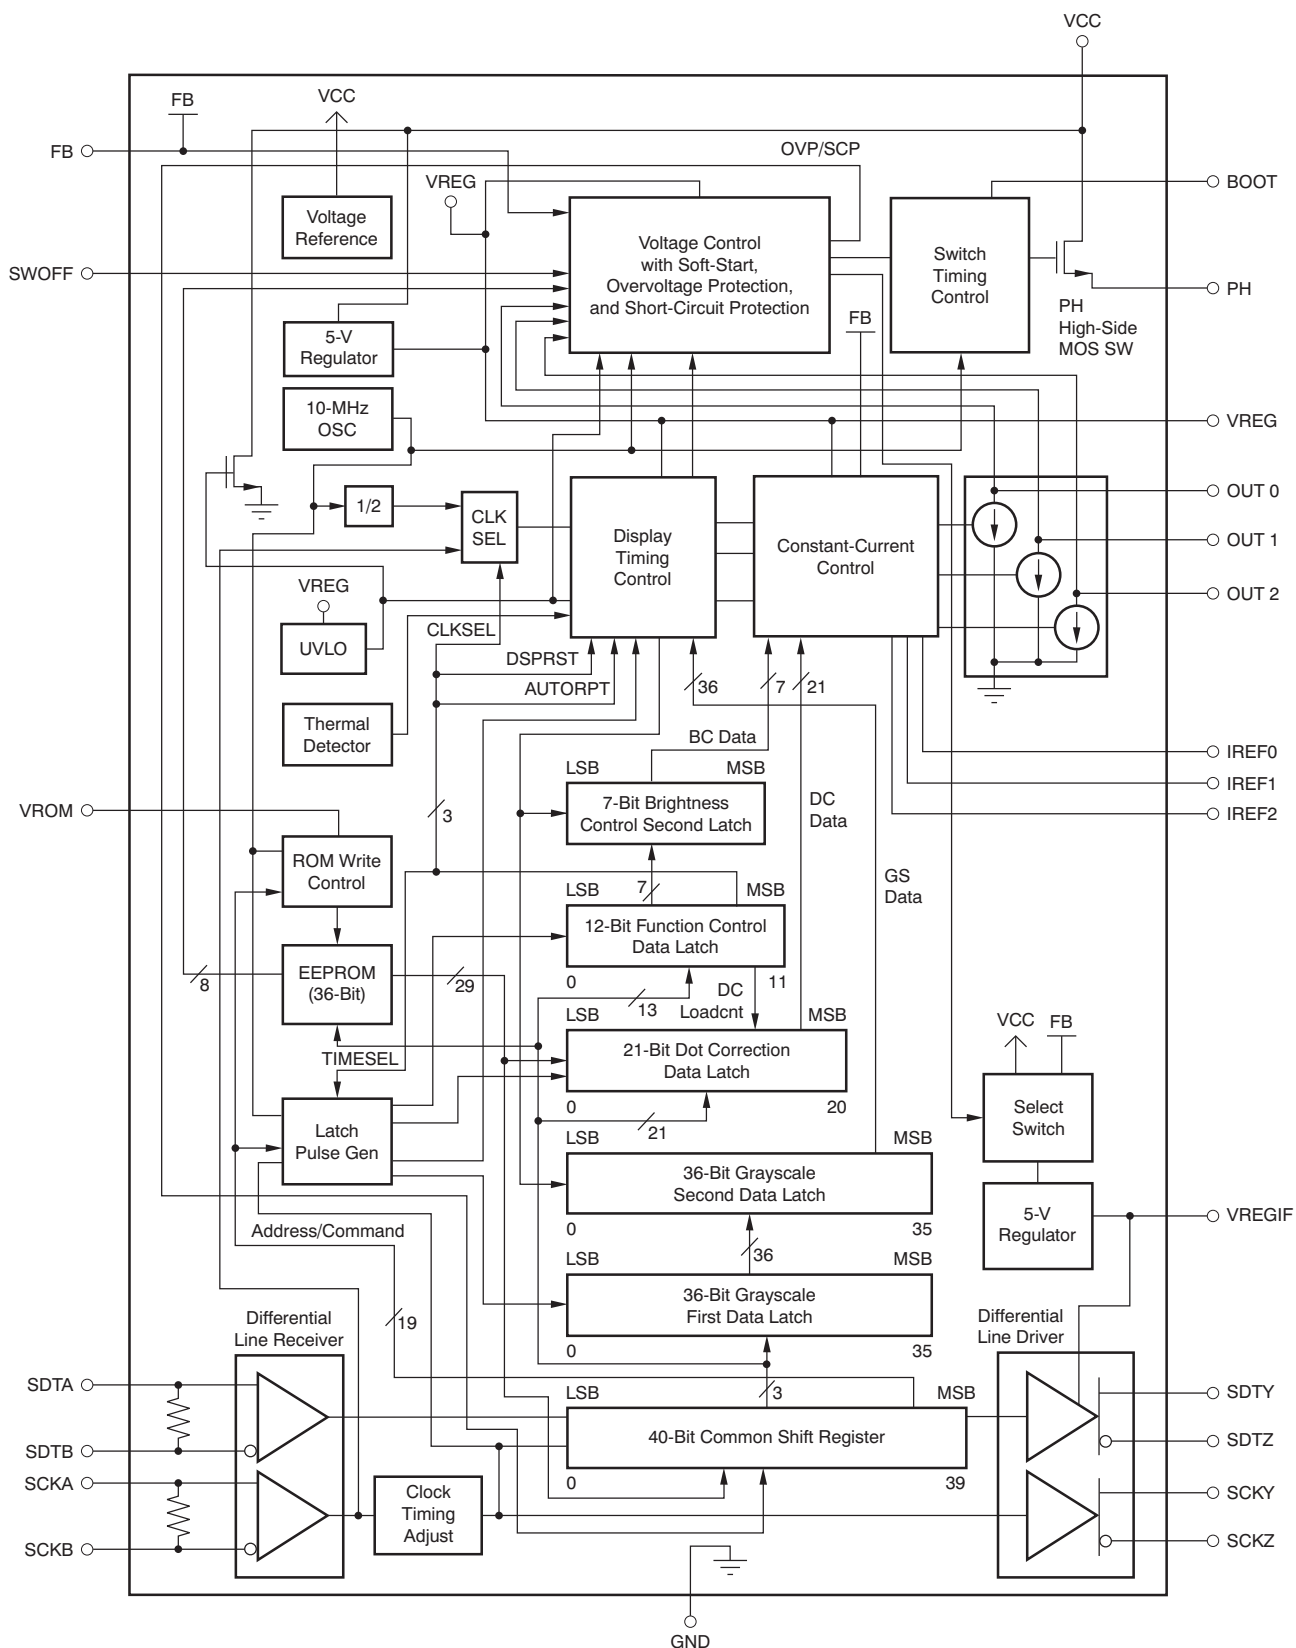 VCC
FB
VCC
FB
OVP/SCP
VREG
BOOT
Voltage
Reference
Voltage Control
with Soft-Start,
Overvoltage Protection,
and Short-Circuit Protection
Switch
Timing
Control
SWOFF
PH
PH
High-Side
MOS SW
FB
5-V
Regulator
10-MHz
OSC
VREG
OUT 0
1/2
CLK
SEL
Display
Timing
Control
Constant-Current
Control
OUT 1
OUT 2
VREG
UVLO
CLKSEL
DSPRST
AUTORPT
36
7
21
Thermal
Detector
BC Data
IREF0
IREF1
IREF2
LSB
MSB
7-Bit Brightness
Control Second Latch
DC
Data
VROM
3
ROM Write
Control
7
LSB
MSB
GS
Data
12-Bit Function Control
Data Latch
0
11
EEPROM
(36-Bit)
8
29
13
DC
Loadcnt
LSB
MSB
VCC
FB
TIMESEL
21-Bit Dot Correction
Data Latch
0
20
Latch
Pulse Gen
Select
Switch
21
LSB
MSB
36-Bit Grayscale
Second Data Latch
0
35
5-V
Regulator
VREGIF
Address/Command
36
LSB
MSB
36-Bit Grayscale
First Data Latch
0
35
Differential
Line Receiver
19
Differential
Line Driver
SDTA
3
LSB
MSB
SDTY
40-Bit Common Shift Register
0
39
SDTB
SDTZ
SCKA
Clock
Timing
Adjust
SCKY
SCKB
SCKZ
GND